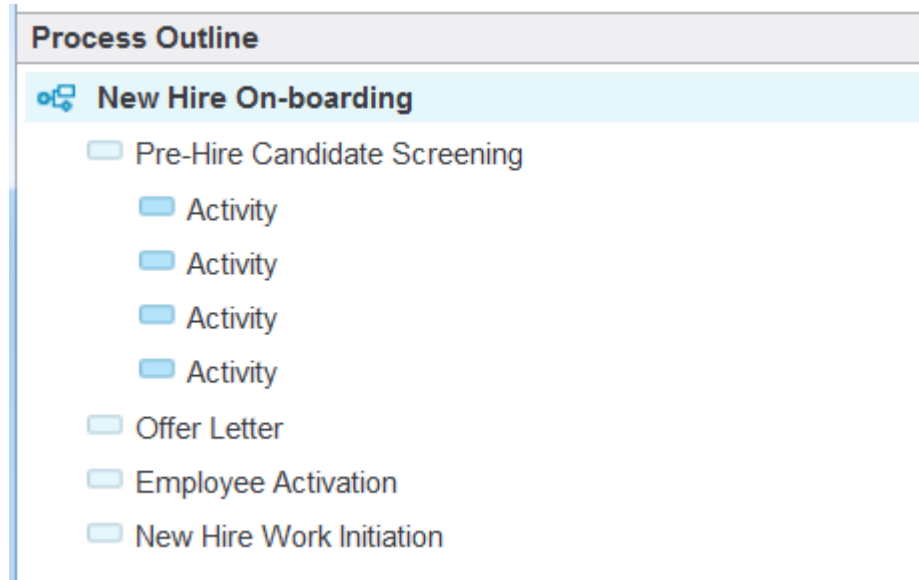 Process Outline
New Hire On-boarding
Pre-Hire Candidate Screening
Activity
Activity
Activity
Activity
Offer Letter
Employee Activation
New Hire Work Initiation